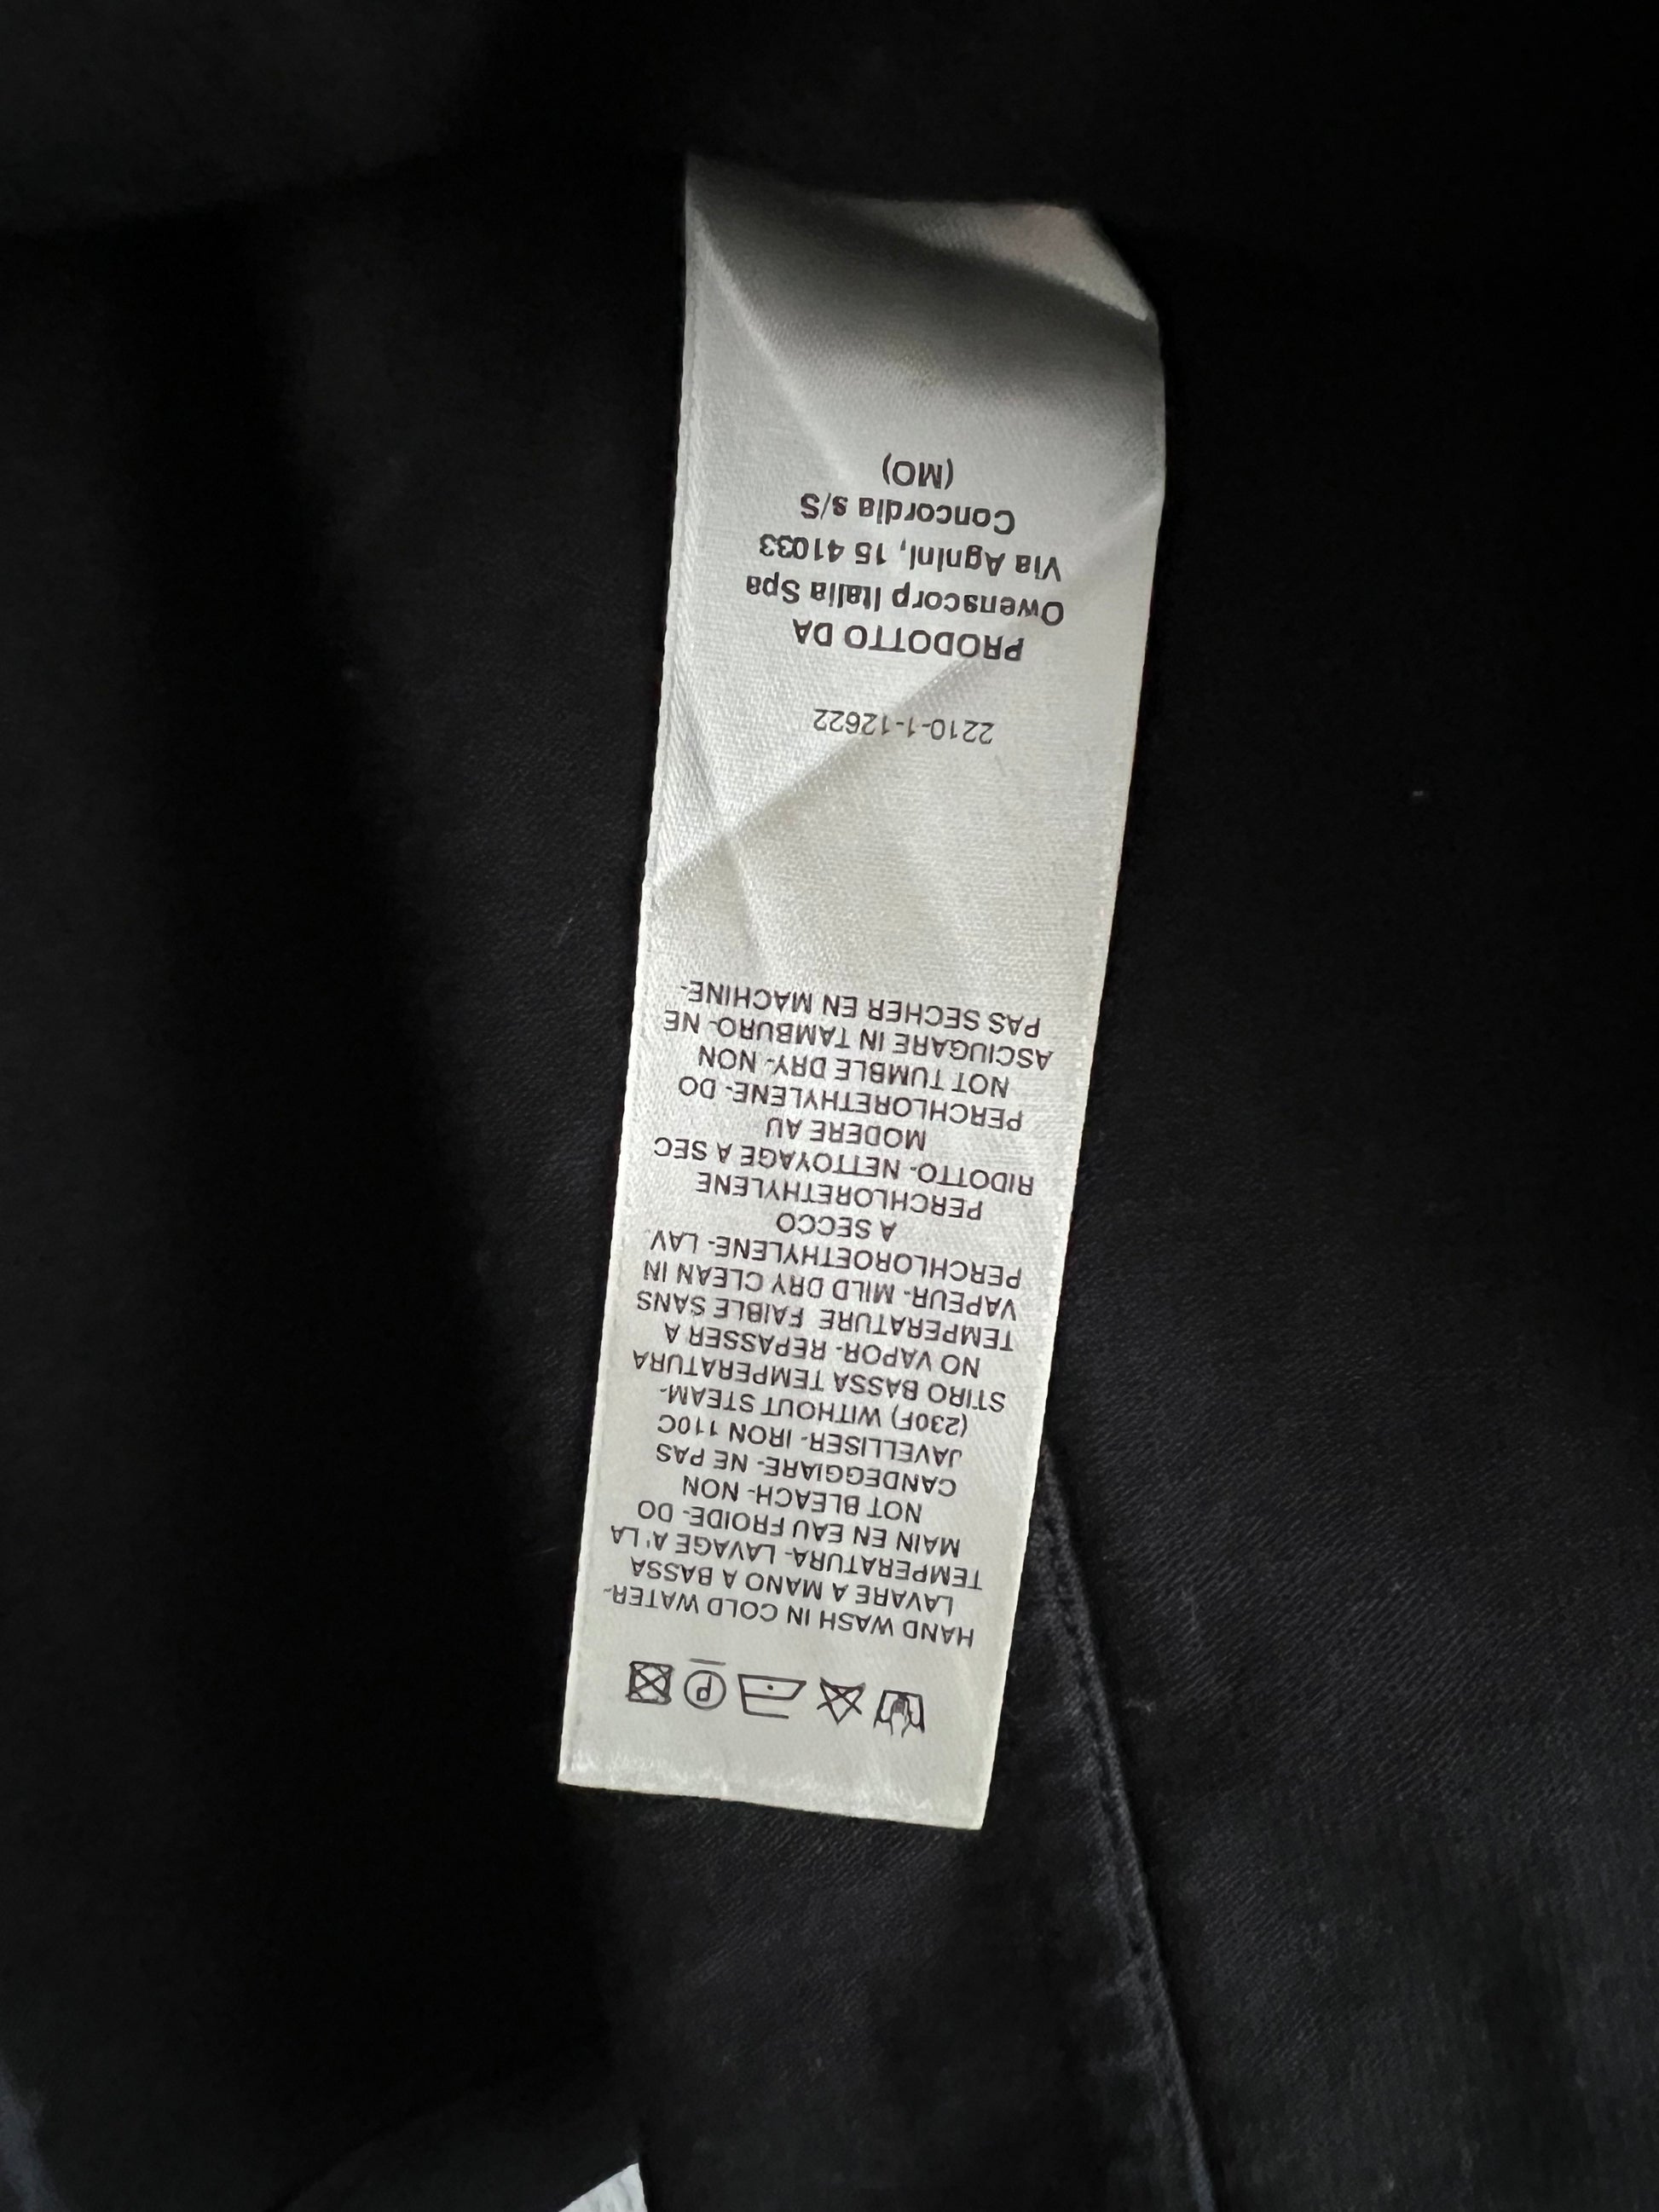 HAND WASH IN COLD WATER-
LAVARE A MANO A BASSA
TEMPERATURA- LAVAGE A' LA
MAIN EN EAU FROIDE- DO
NOT BLEACH- NON
CANDEGGIARE- NE PAS
JAVELLISER- IRON 110C
(230F) WITHOUT STEAM-
STIRO BASSA TEMPERATURA
NO VAPOR- REPASSER A
TEMPERATURE FAIBLE SANS
VAPEUR- MILD DRY CLEAN IN
PERCHLOROETHYLENE- LAV.
A SECCO
PERCHLORETHYLENE
RIDOTTO- NETTOYAGE A SEC
MODERE AU
PERCHLORETHYLENE- DO
NOT TUMBLE DRY- NON
ASCIUGARE IN TAMBURO- NE
PAS SECHER EN MACHINE-
2210-1-12622
PRODOTTO DA
Owenscorp Italia Spa
Via Agnini, 15 41033
Concordia s/S
(MO)